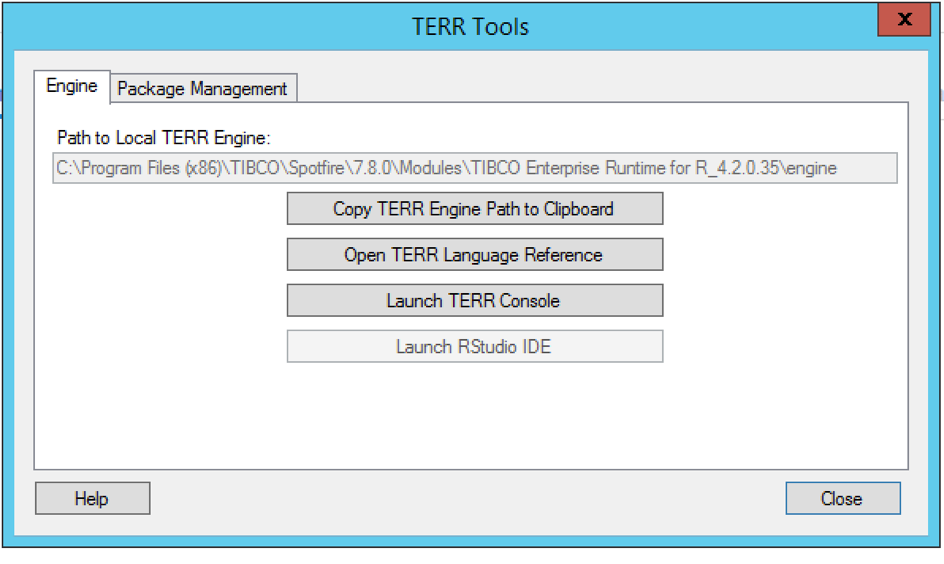 TERR Tools
X
Engine
Package Management
Path to Local TERR Engine:
C:\Program Files (x86)\TIBCO\Spotfire\7.8.0\Modules\TIBCO Enterprise Runtime for R_4.2.0.35\engine
Copy TERR Engine Path to Clipboard
Open TERR Language Reference
Launch TERR Console
Launch RStudio IDE
Help
Close